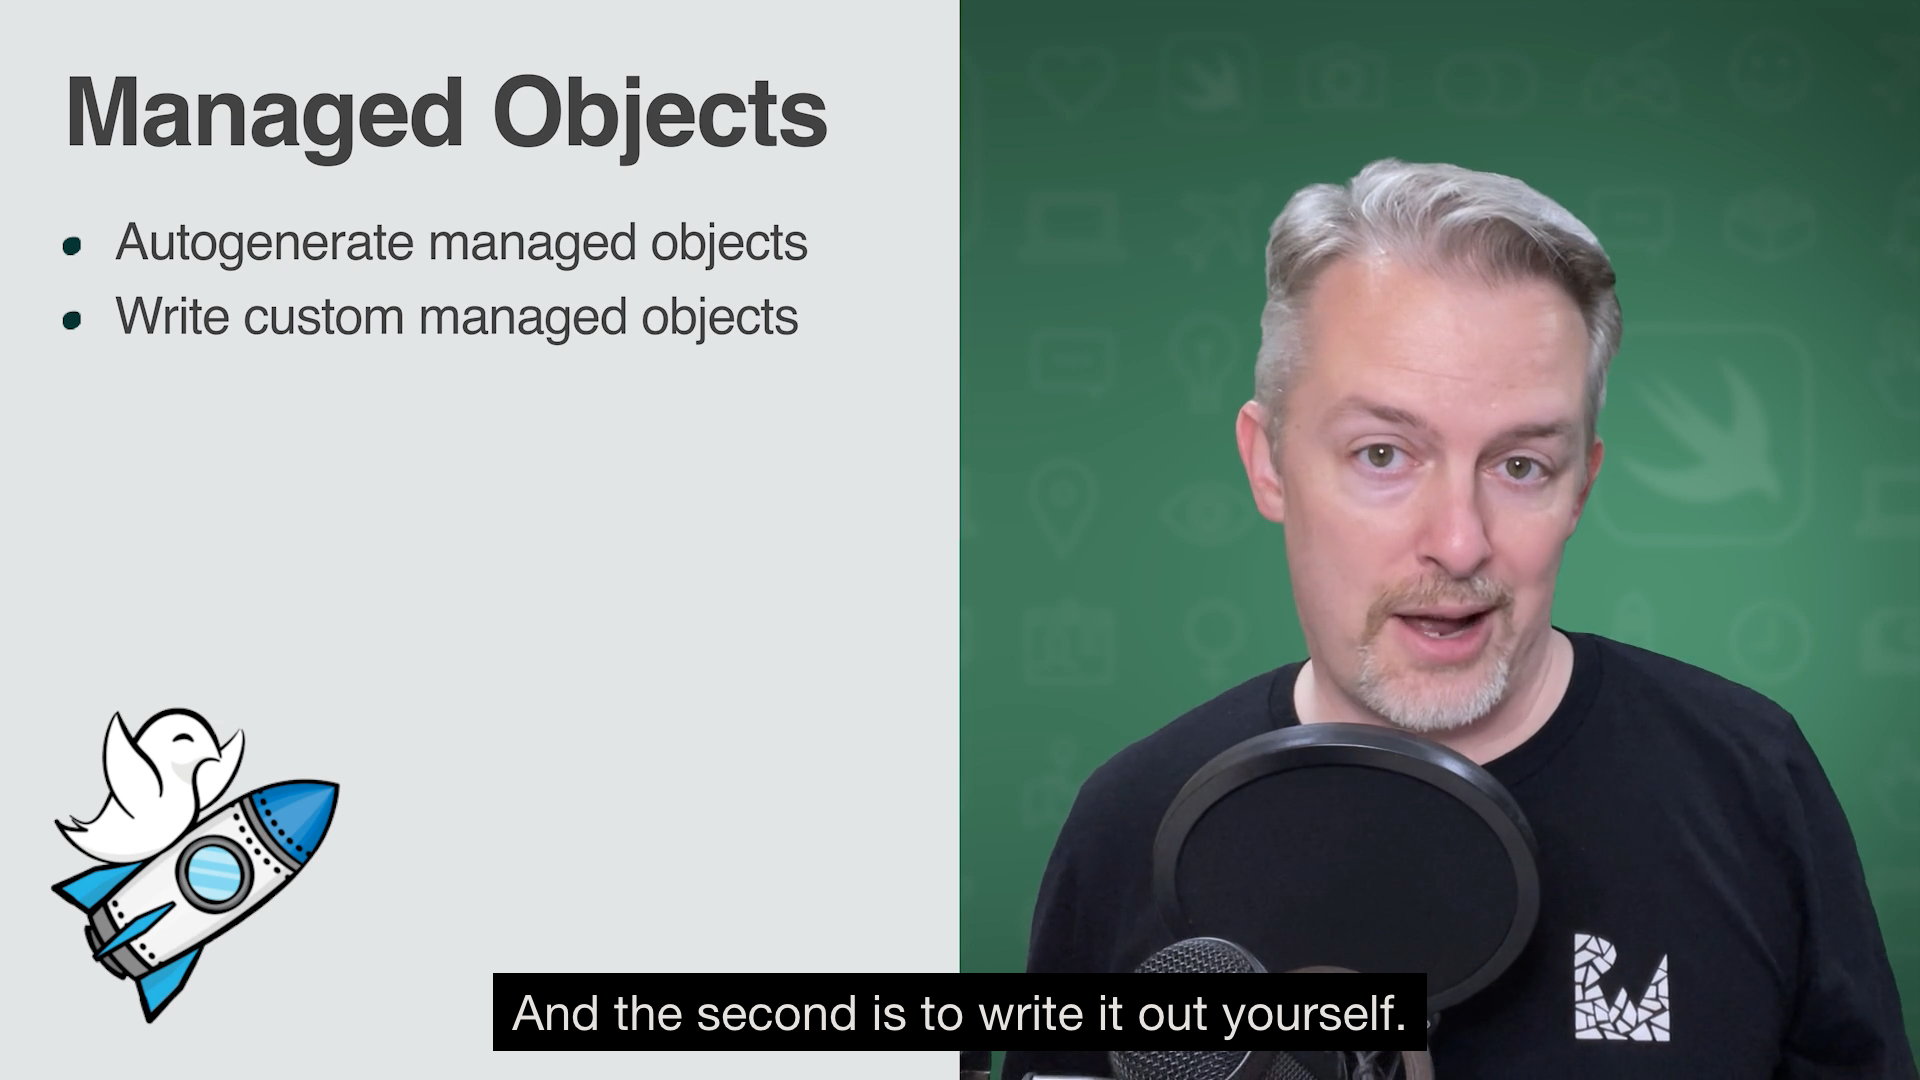 Managed Objects
Autogenerate managed objects
Write custom managed objects
And the second is to write it out yourself.